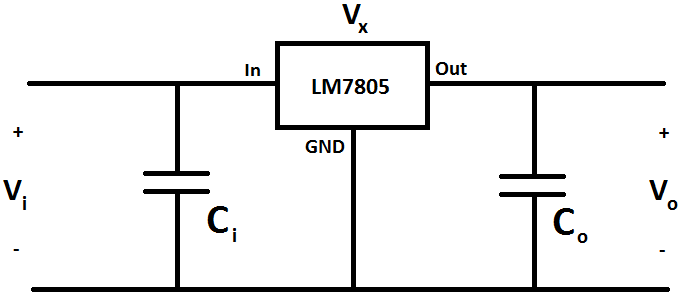 Vx
In
LM7805
Out
GND
+
Vi
-
Ci
Co
+
Vo
-